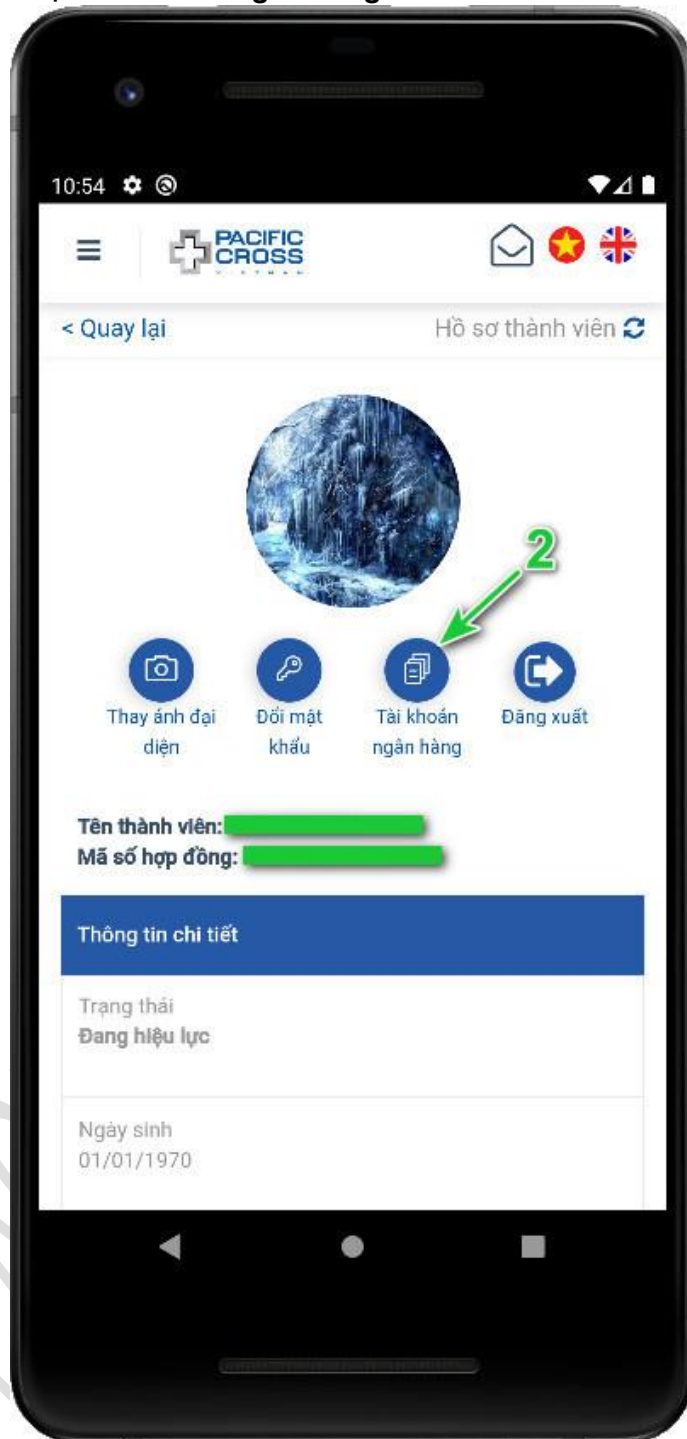 10:54
PACIFIC
CROSS
VIETNAM
< Quay lại
Hồ sơ thành viên
2
Thay ảnh đại diện
Đổi mật khẩu
Tài khoản ngân hàng
Đăng xuất
Tên thành viên:
Mã số hợp đồng:
Thông tin chi tiết
Trạng thái
Đang hiệu lực
Ngày sinh
01/01/1970